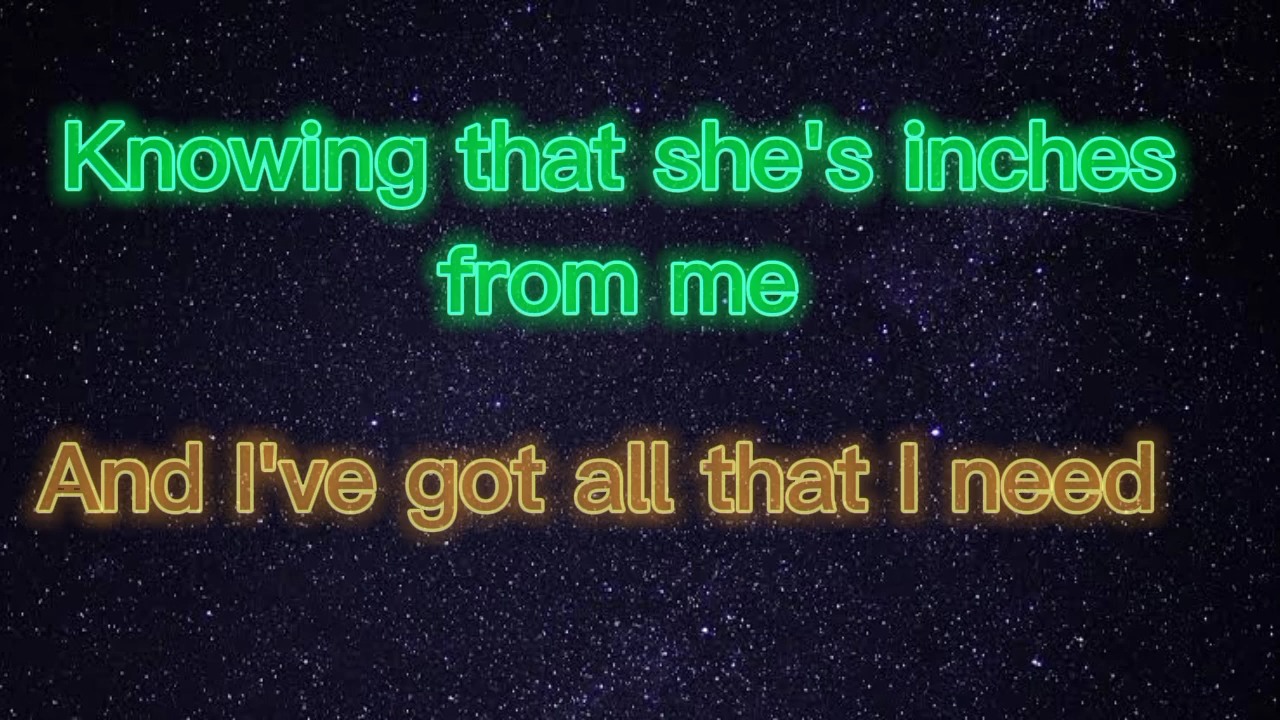 Knowing that she's inches
from me
And I've got all that I need